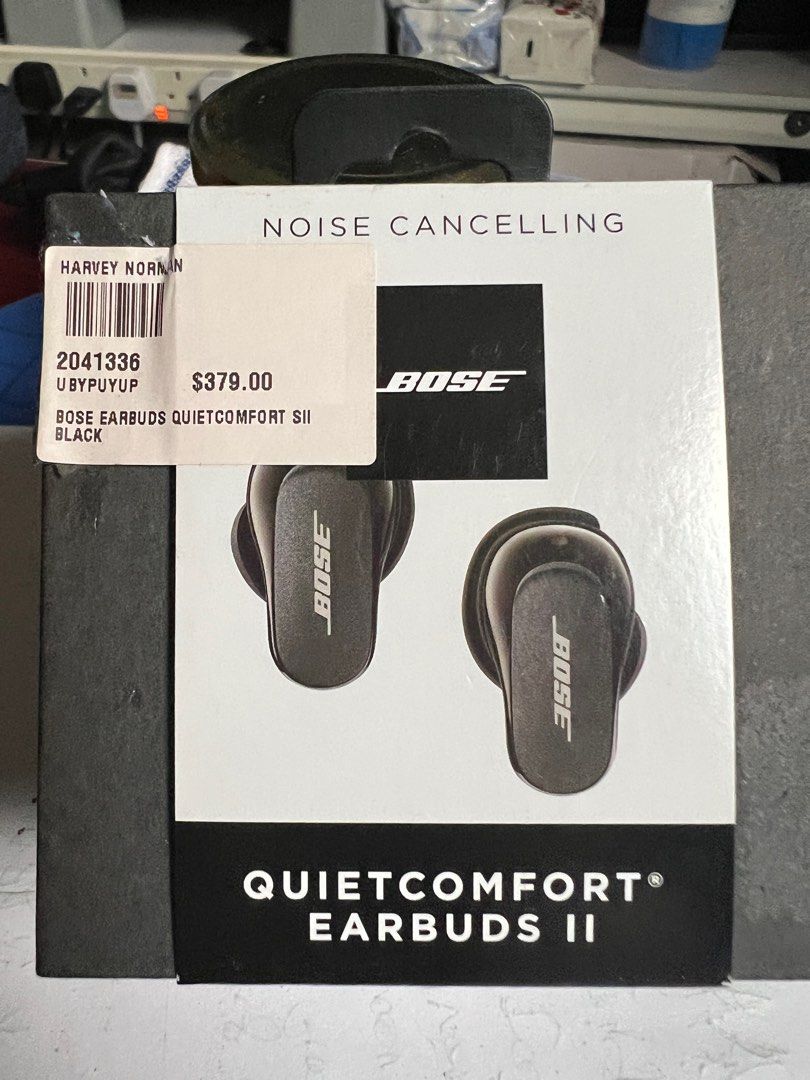 NOISE CANCELLING
HARVEY NORMAN
2041336
UBYPUYUP $379.00
BOSE EARBUDS QUIETCOMFORT SII
BLACK
BOSE
BOSE
BOSE
QUIETCOMFORT®
EARBUDS II